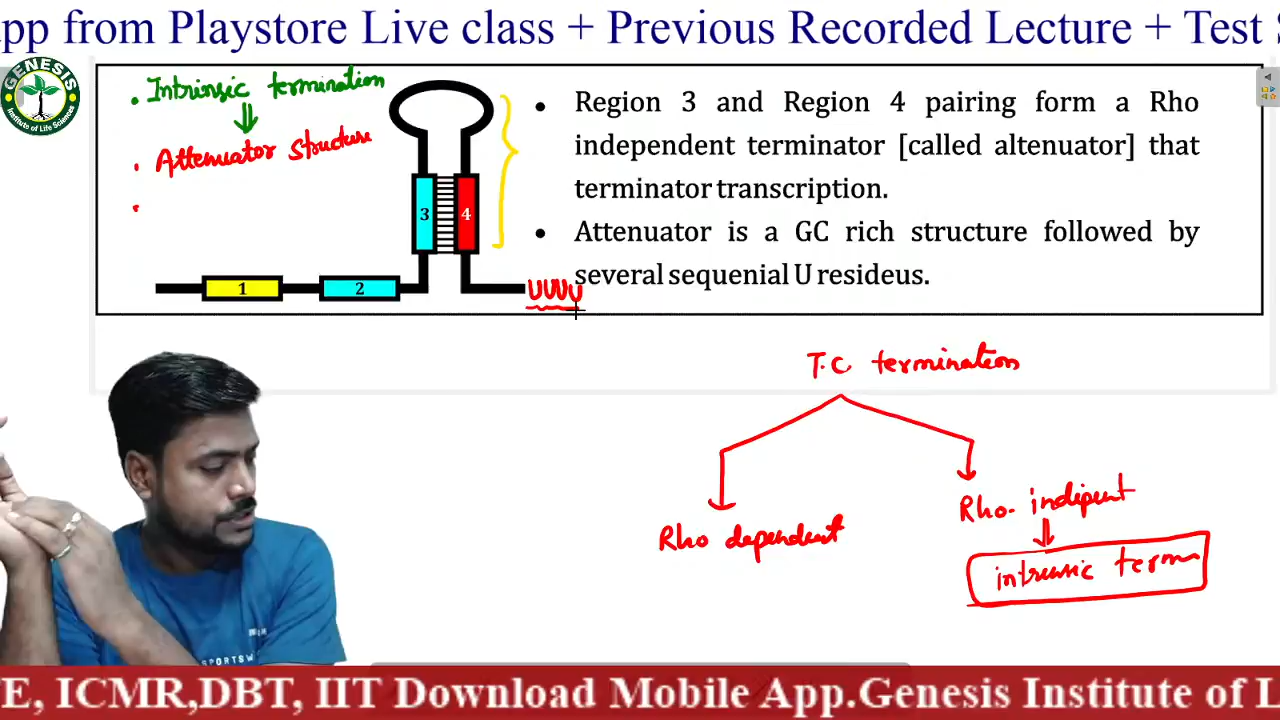 app from Playstore Live class + Previous Recorded Lecture + Test S
GENESIS
Institute of Life Sciences
• Intrinsic termination
• Attenuator structure
• Region 3 and Region 4 pairing form a Rho
independent terminator [called altenuator] that
terminator transcription.
• Attenuator is a GC rich structure followed by
several sequenial U resideus.
3
4
1
2
UUUU
T.C termination
Rho dependent
Rho. indipent
intrinsic term
E, ICMR,DBT, IIT Download Mobile App.Genesis Institute of L